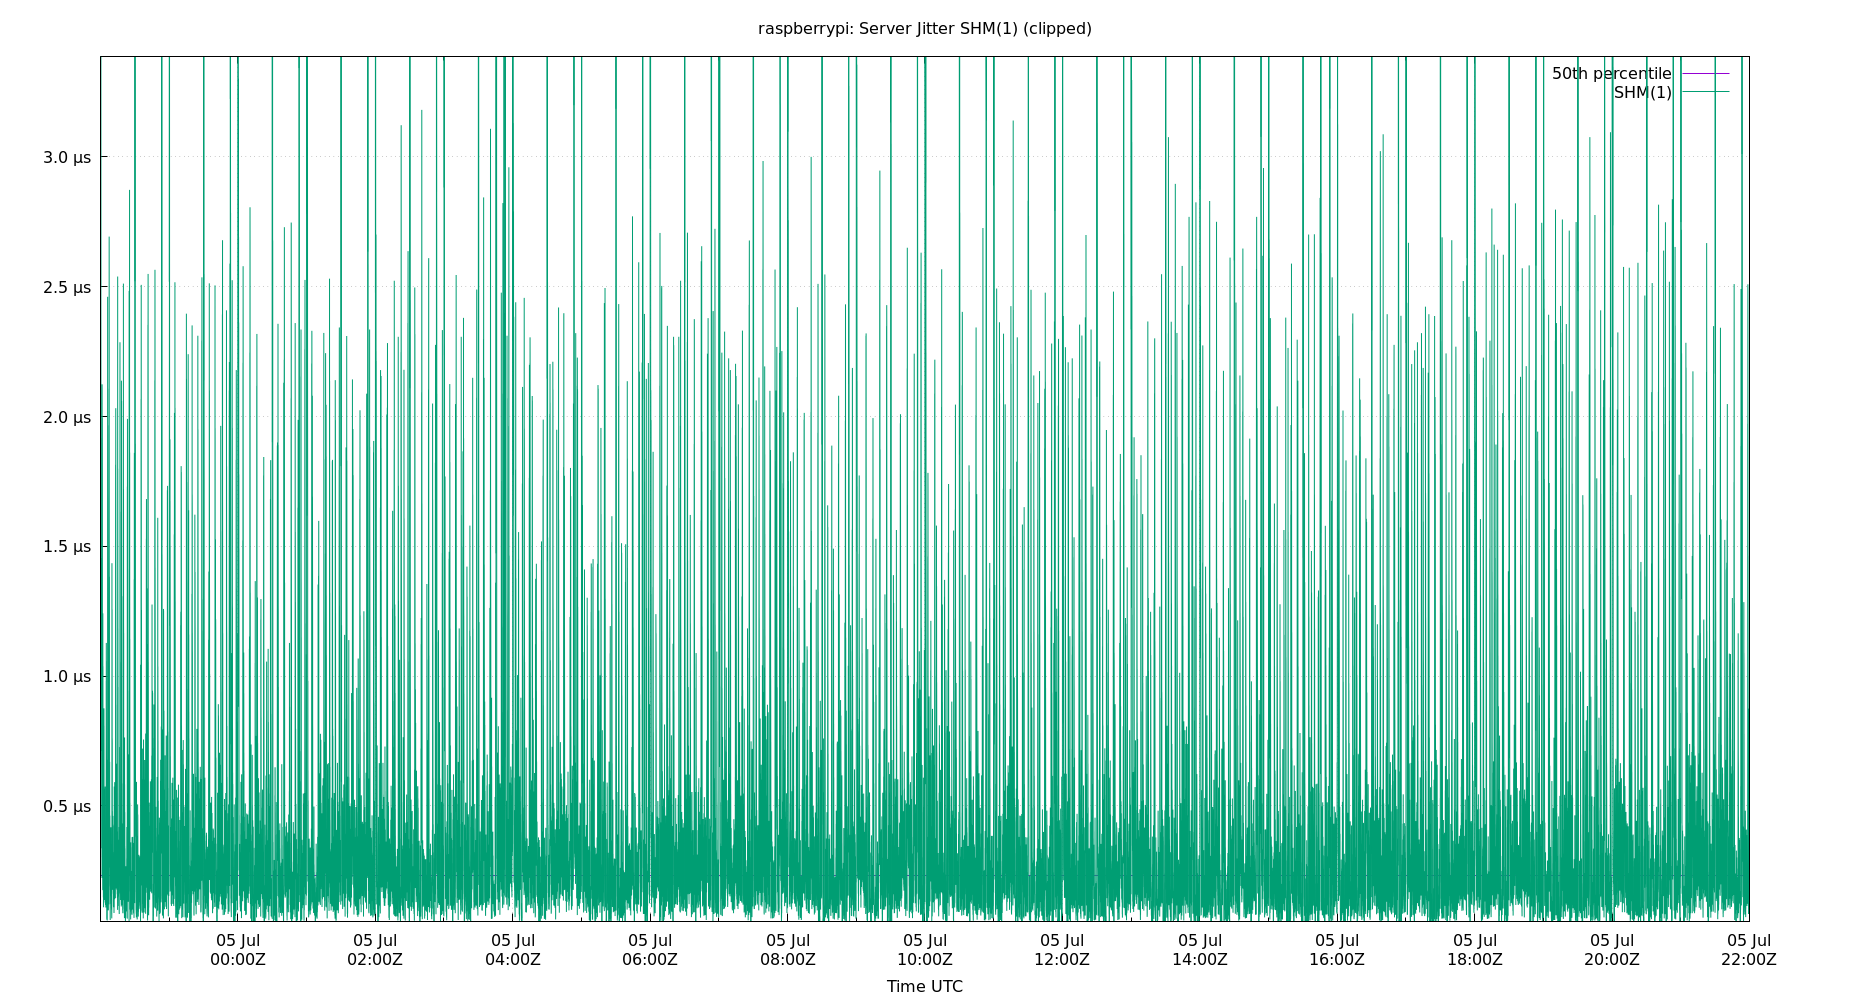 raspberrypi: Server Jitter SHM(1) (clipped)
50th percentile
SHM(1)
3.0 µs
2.5 µs
2.0 µs
1.5 µs
1.0 µs
0.5 µs
05 Jul 05 Jul 05 Jul 05 Jul 05 Jul 05 Jul 05 Jul 05 Jul 05 Jul 05 Jul 05 Jul 05 Jul
00:00Z 02:00Z 04:00Z 06:00Z 08:00Z 10:00Z 12:00Z 14:00Z 16:00Z 18:00Z 20:00Z 22:00Z
Time UTC